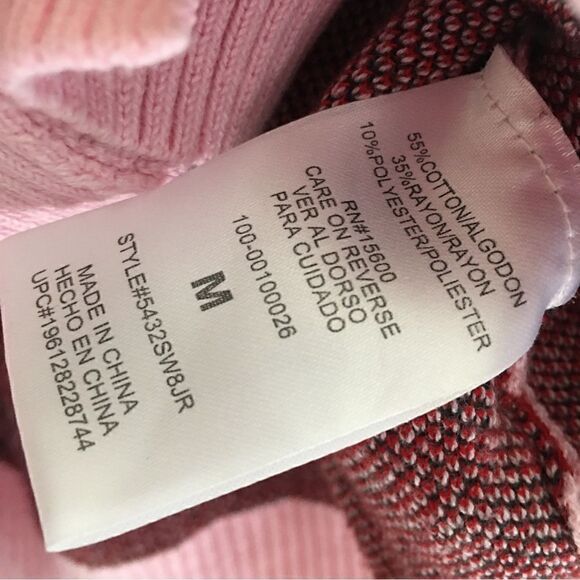 55%COTTON/ALGODON
35%RAYON/RAYON
10%POLYESTER/POLIESTER
RN#15600
CARE ON REVERSE
VER AL DORSO
PARA CUIDADO
100-00100026
M
STYLE#5432SW8JR
MADE IN CHINA
HECHO EN CHINA
UPC#196128228744